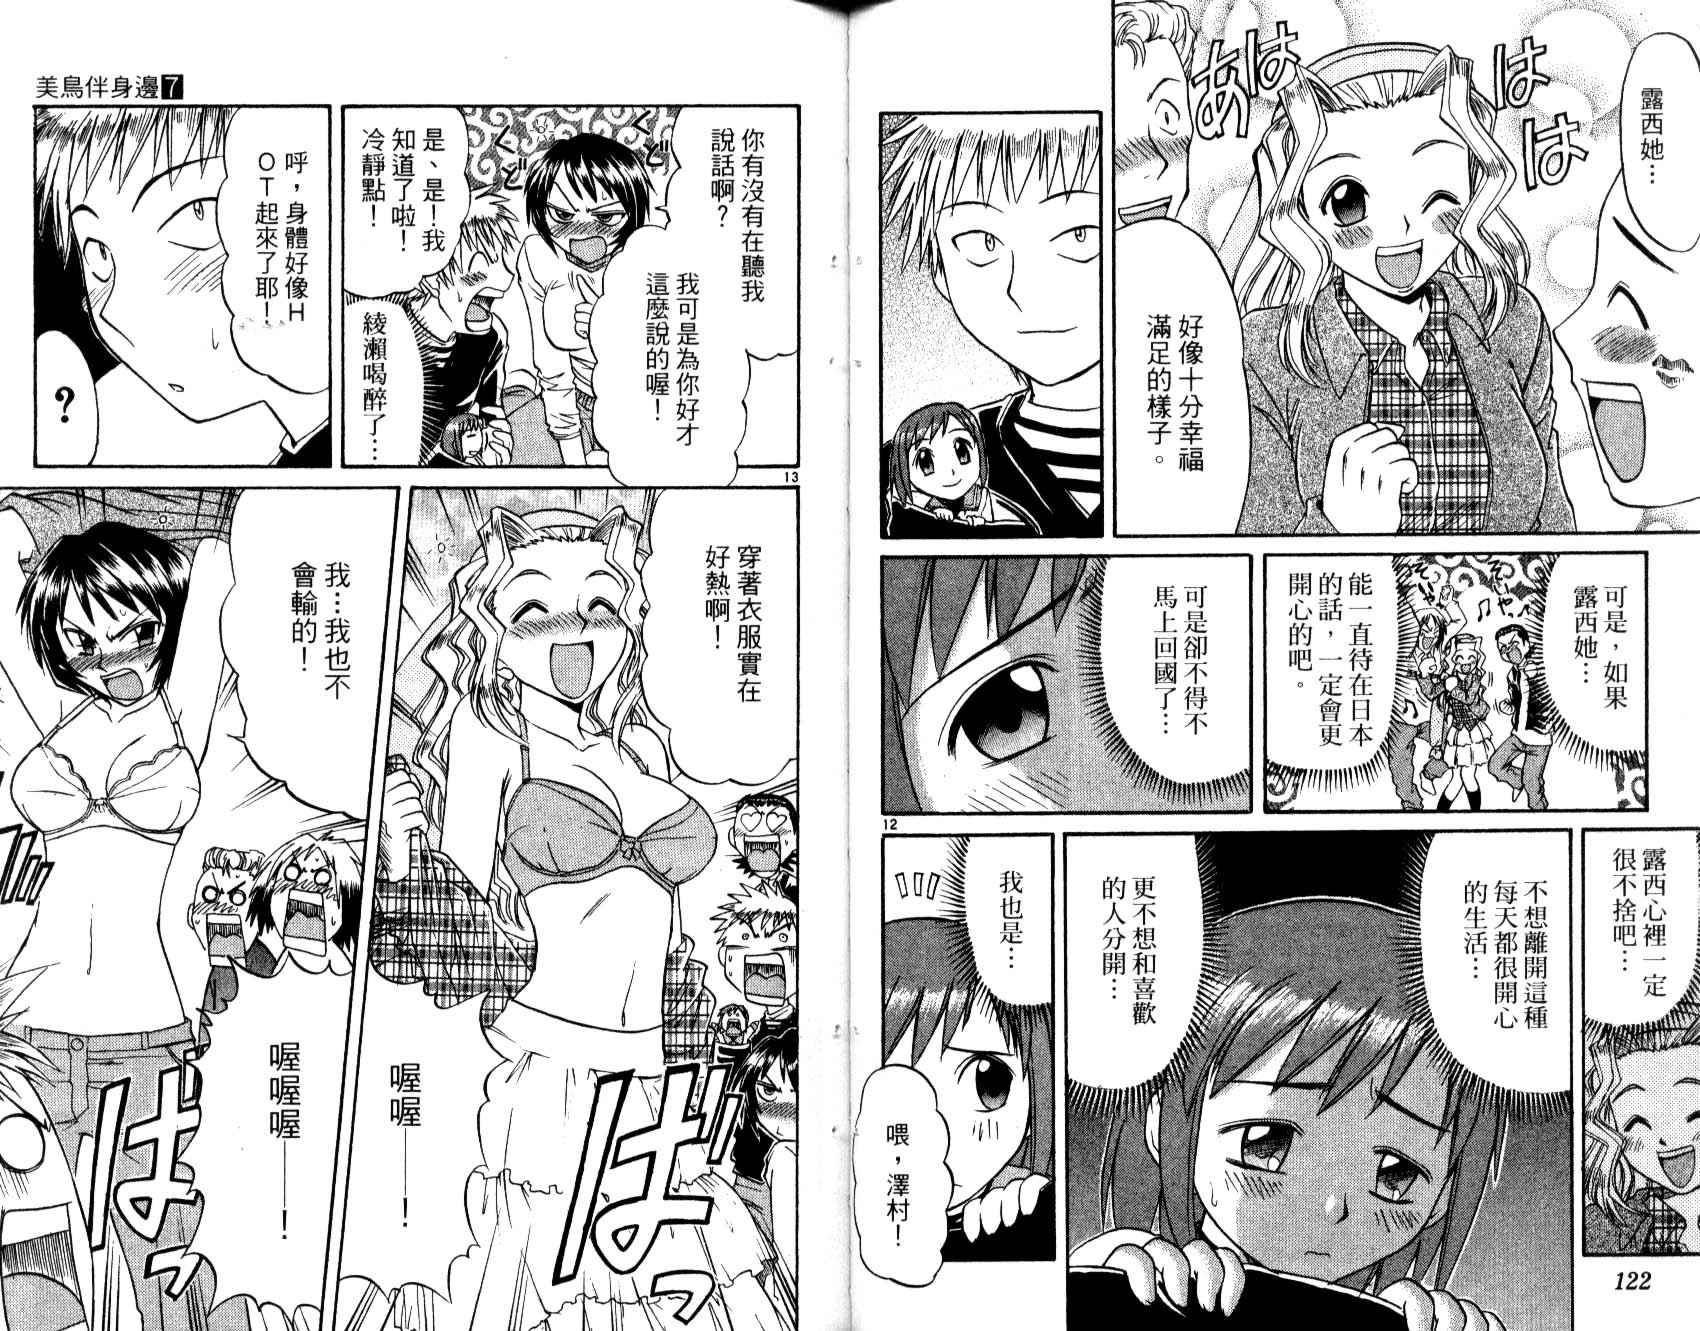 露西她…
あはははは
好像十分幸福
滿足的樣子。
可是，如果
露西她…
能一直待在日本
的話，一定會更
開心的吧。
可是卻不得不
馬上回國了…
12
露西心裡一定
很不捨吧…
不想離開這種
每天都很開心
的生活…
更不想和喜歡
的人分開…
我也是…
喂，澤村！
122
美鳥伴身邊7
你有沒有在聽我
說話啊？
我可是為你好才
這麼說的喔！
くど
くど
是、是！我
知道了啦！
冷靜點！
綾瀨喝醉了…
呼，身體好像H
OT起來了耶！
？
13
穿著衣服實在
好熱啊！
我…我也不
會輸的！
喔喔——！
喔喔喔——！
ばっ
ばっ